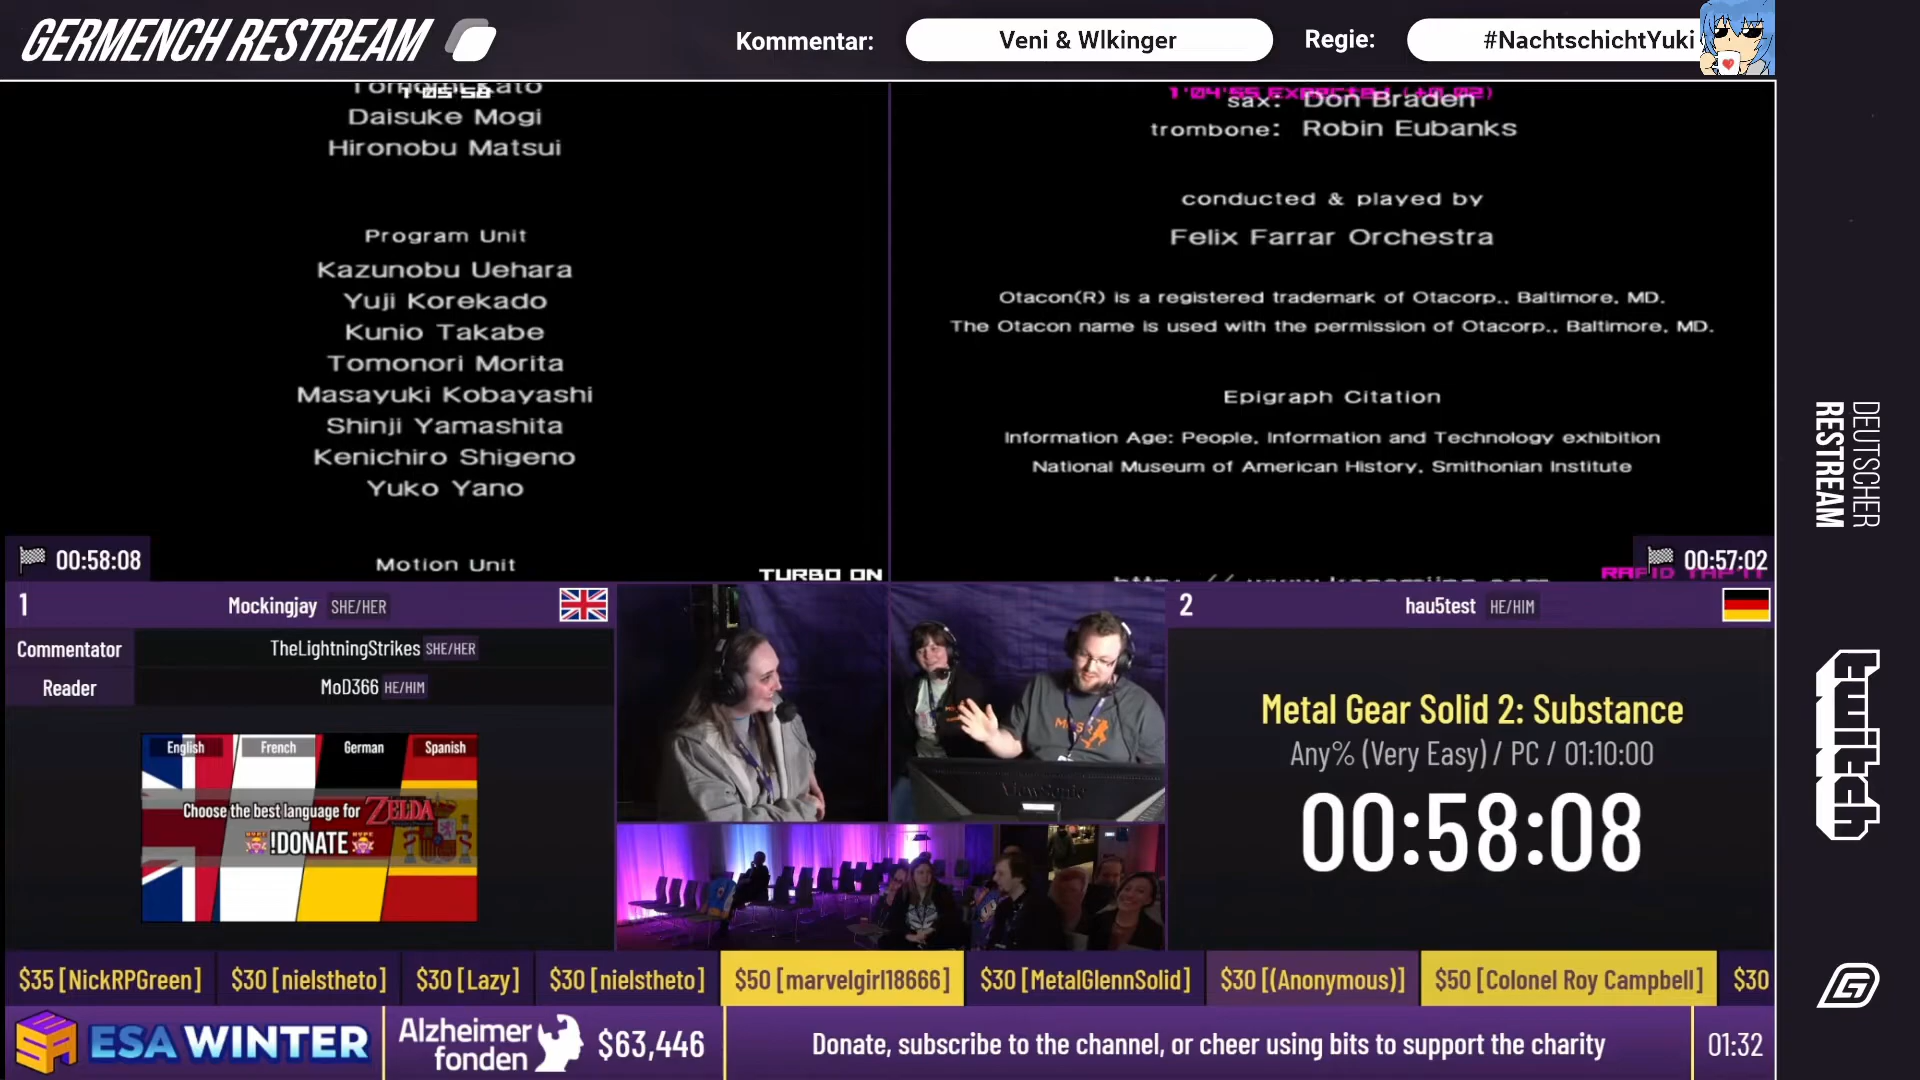 GERMENCH RESTREAM
Kommentar:
Veni & Wlkinger
Regie:
#NachtschichtYuki
1'05'58
Daisuke Mogi
Hironobu Matsui
Program Unit
Kazunobu Uehara
Yuji Korekado
Kunio Takabe
Tomonori Morita
Masayuki Kobayashi
Shinji Yamashita
Kenichiro Shigeno
Yuko Yano
Motion Unit
00:58:08
TURBO ON
sax: Don Braden
trombone: Robin Eubanks
conducted & played by
Felix Farrar Orchestra
Otacon(R) is a registered trademark of Otacorp., Baltimore, MD.
The Otacon name is used with the permission of Otacorp., Baltimore, MD.
Epigraph Citation
Information Age: People, Information and Technology exhibition
National Museum of American History, Smithonian Institute
00:57:02
1
Mockingjay SHE/HER
Commentator
TheLightningStrikes SHE/HER
Reader
MoD366 HE/HIM
English
French
German
Spanish
Choose the best language for ZELDA
!DONATE
2
hau5test HE/HIM
Metal Gear Solid 2: Substance
Any% (Very Easy) / PC / 01:10:00
00:58:08
$35 [NickRPGreen]
$30 [nielstheto]
$30 [Lazy]
$30 [nielstheto]
$50 [marvelgirl18666]
$30 [MetalGlennSolid]
$30 [(Anonymous)]
$50 [Colonel Roy Campbell]
$30
ESA WINTER
Alzheimer
fonden
$63,446
Donate, subscribe to the channel, or cheer using bits to support the charity
01:32
DEUTSCHER
RESTREAM
twitch